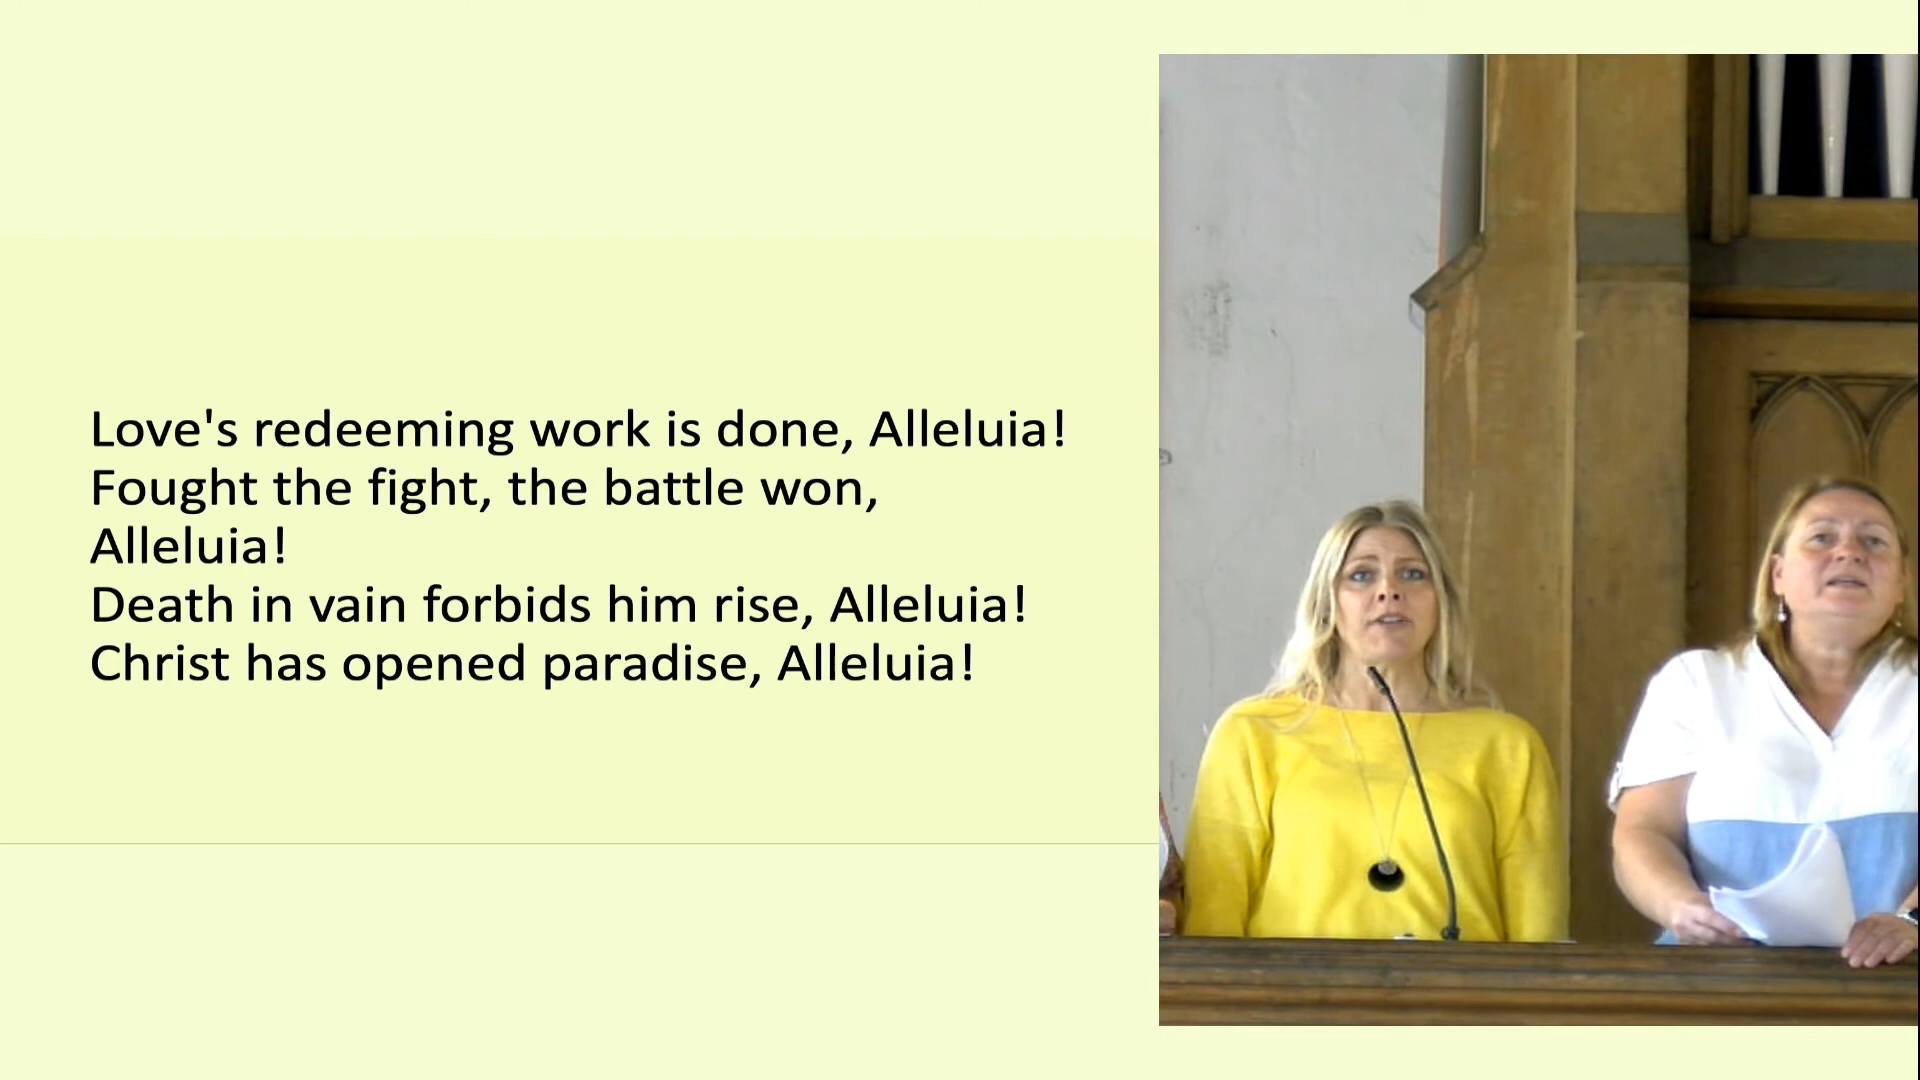 Love's redeeming work is done, Alleluia!
Fought the fight, the battle won,
Alleluia!
Death in vain forbids him rise, Alleluia!
Christ has opened paradise, Alleluia!